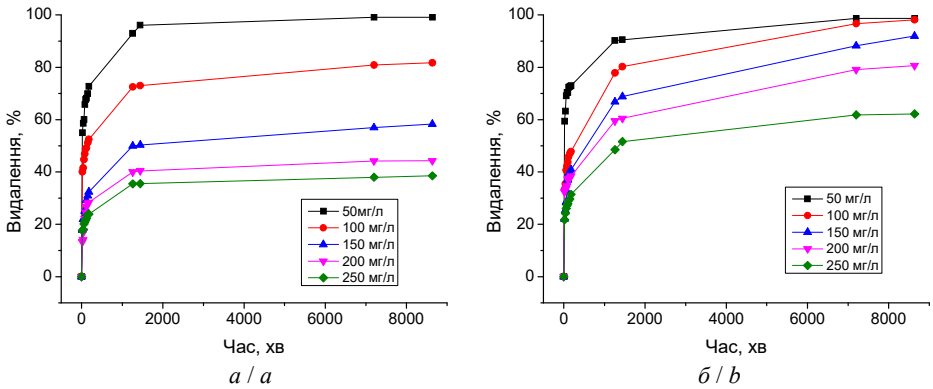 100
80
60
40
20
0
Видалення, %
50мг/л
100 мг/л
150 мг/л
200 мг/л
250 мг/л
0 2000 4000 6000 8000
Час, хв
а / a
100
80
60
40
20
0
Видалення, %
50 мг/л
100 мг/л
150 мг/л
200 мг/л
250 мг/л
0 2000 4000 6000 8000
Час, хв
б / b